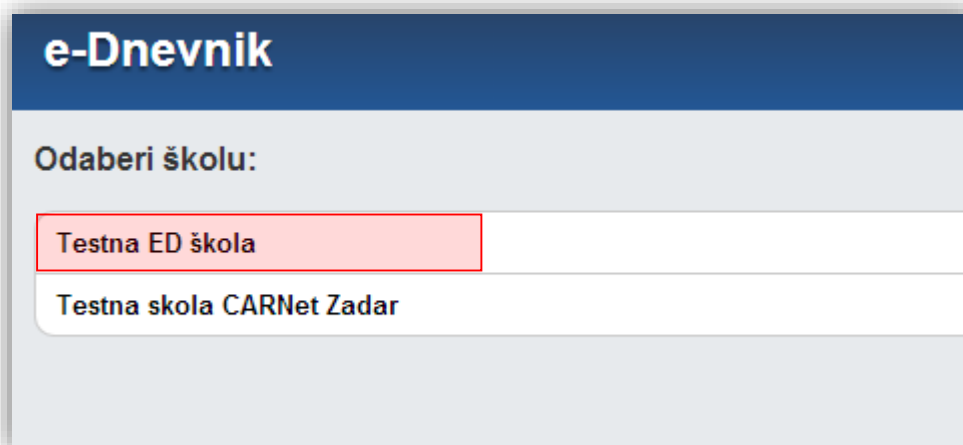 e-Dnevnik
Odaberi školu:
Testna ED škola
Testna skola CARNet Zadar